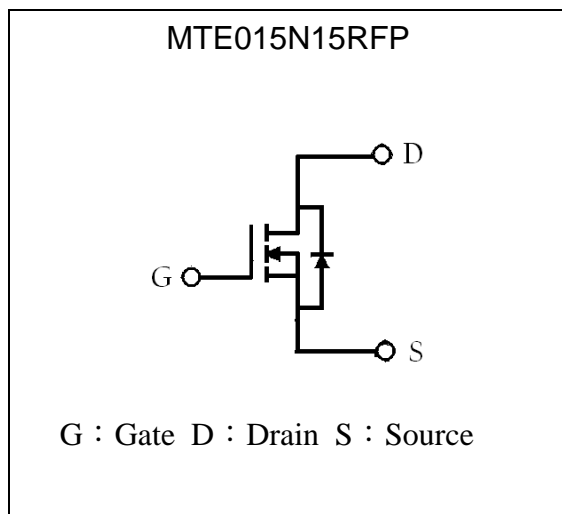 MTE015N15RFP
D
G
S
G：Gate D：Drain S：Source